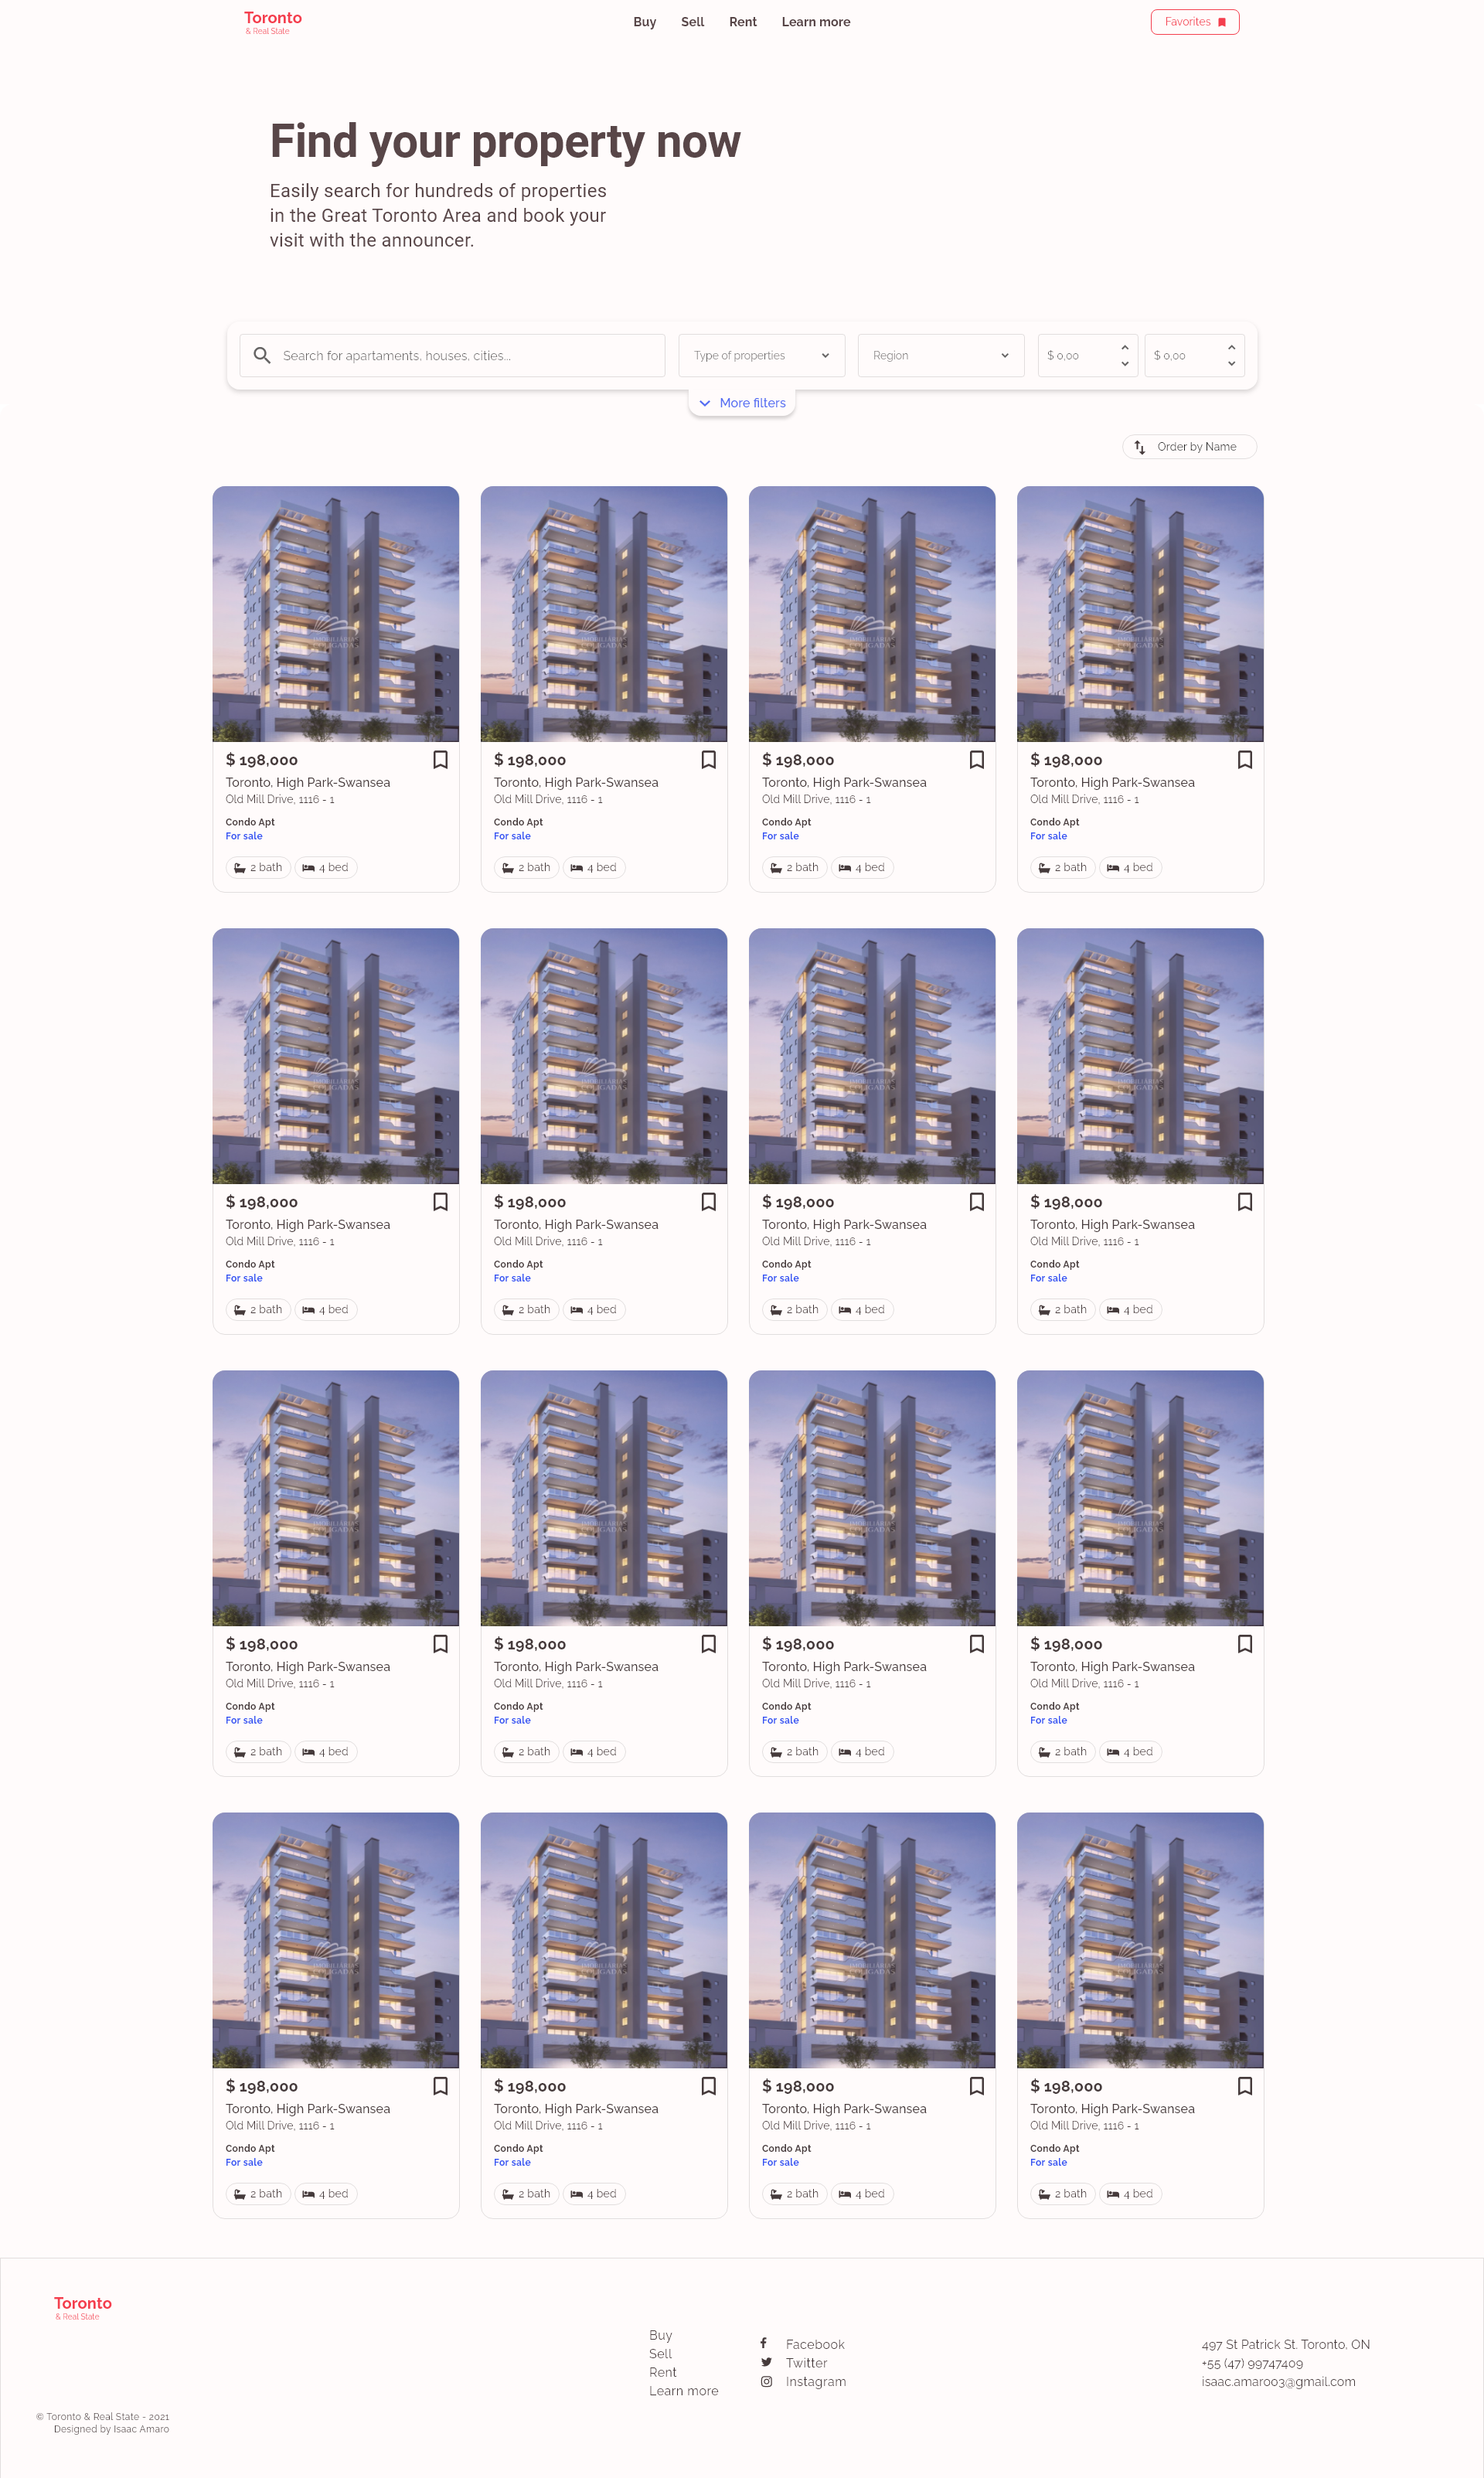 Toronto
& Real State
Buy Sell Rent Learn more
Favorites
Find your property now
Easily search for hundreds of properties
in the Great Toronto Area and book your
visit with the announcer.
Search for apartaments, houses, cities...
Type of properties
Region
$ 0,00
$ 0,00
More filters
Order by Name
$ 198,000 $ 198,000 $ 198,000 $ 198,000
Toronto, High Park-Swansea Toronto, High Park-Swansea Toronto, High Park-Swansea Toronto, High Park-Swansea
Old Mill Drive, 1116 - 1 Old Mill Drive, 1116 - 1 Old Mill Drive, 1116 - 1 Old Mill Drive, 1116 - 1
Condo Apt Condo Apt Condo Apt Condo Apt
For sale For sale For sale For sale
2 bath 4 bed 2 bath 4 bed 2 bath 4 bed 2 bath 4 bed
$ 198,000 $ 198,000 $ 198,000 $ 198,000
Toronto, High Park-Swansea Toronto, High Park-Swansea Toronto, High Park-Swansea Toronto, High Park-Swansea
Old Mill Drive, 1116 - 1 Old Mill Drive, 1116 - 1 Old Mill Drive, 1116 - 1 Old Mill Drive, 1116 - 1
Condo Apt Condo Apt Condo Apt Condo Apt
For sale For sale For sale For sale
2 bath 4 bed 2 bath 4 bed 2 bath 4 bed 2 bath 4 bed
$ 198,000 $ 198,000 $ 198,000 $ 198,000
Toronto, High Park-Swansea Toronto, High Park-Swansea Toronto, High Park-Swansea Toronto, High Park-Swansea
Old Mill Drive, 1116 - 1 Old Mill Drive, 1116 - 1 Old Mill Drive, 1116 - 1 Old Mill Drive, 1116 - 1
Condo Apt Condo Apt Condo Apt Condo Apt
For sale For sale For sale For sale
2 bath 4 bed 2 bath 4 bed 2 bath 4 bed 2 bath 4 bed
$ 198,000 $ 198,000 $ 198,000 $ 198,000
Toronto, High Park-Swansea Toronto, High Park-Swansea Toronto, High Park-Swansea Toronto, High Park-Swansea
Old Mill Drive, 1116 - 1 Old Mill Drive, 1116 - 1 Old Mill Drive, 1116 - 1 Old Mill Drive, 1116 - 1
Condo Apt Condo Apt Condo Apt Condo Apt
For sale For sale For sale For sale
2 bath 4 bed 2 bath 4 bed 2 bath 4 bed 2 bath 4 bed
Toronto
& Real State
Buy
Sell
Rent
Learn more
Facebook
Twitter
Instagram
497 St Patrick St. Toronto, ON
+55 (47) 99747409
isaac.amaro03@gmail.com
© Toronto & Real State - 2021
Designed by Isaac Amaro